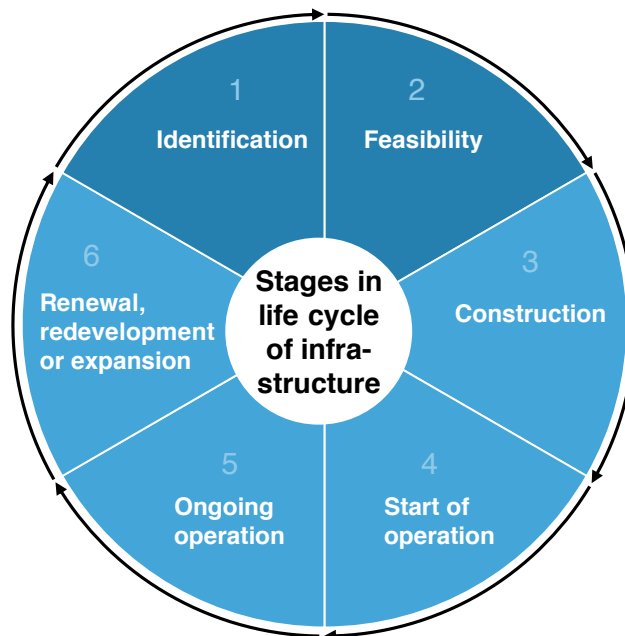 1
Identification
2
Feasibility
3
Construction
4
Start of
operation
5
Ongoing
operation
6
Renewal,
redevelopment
or expansion
Stages in
life cycle
of infra-
structure